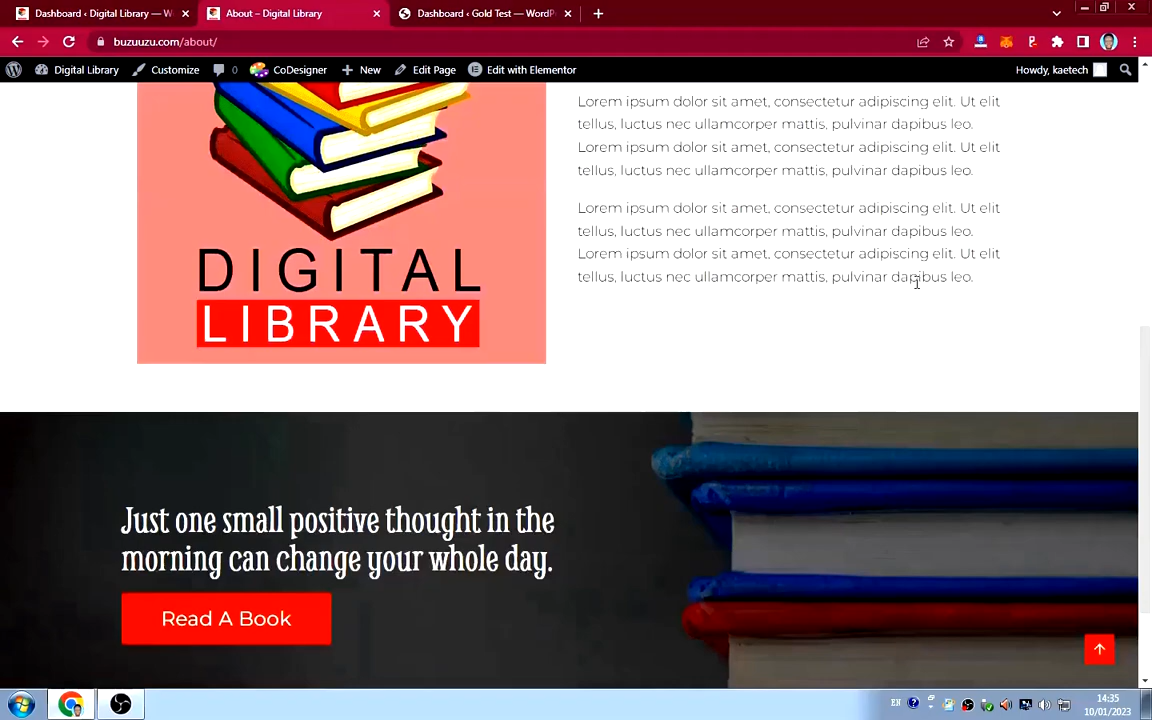 Dashboard ‹ Digital Library — W
About – Digital Library
Dashboard ‹ Gold Test — WordP
buzuuzu.com/about/
Digital Library
Customize
0
CoDesigner
New
Edit Page
Edit with Elementor
Howdy, kaetech
Lorem ipsum dolor sit amet, consectetur adipiscing elit. Ut elit
tellus, luctus nec ullamcorper mattis, pulvinar dapibus leo.
Lorem ipsum dolor sit amet, consectetur adipiscing elit. Ut elit
tellus, luctus nec ullamcorper mattis, pulvinar dapibus leo.
Lorem ipsum dolor sit amet, consectetur adipiscing elit. Ut elit
tellus, luctus nec ullamcorper mattis, pulvinar dapibus leo.
Lorem ipsum dolor sit amet, consectetur adipiscing elit. Ut elit
tellus, luctus nec ullamcorper mattis, pulvinar dapibus leo.
DIGITAL
LIBRARY
Just one small positive thought in the
morning can change your whole day.
Read A Book
EN
14:35
10/01/2023